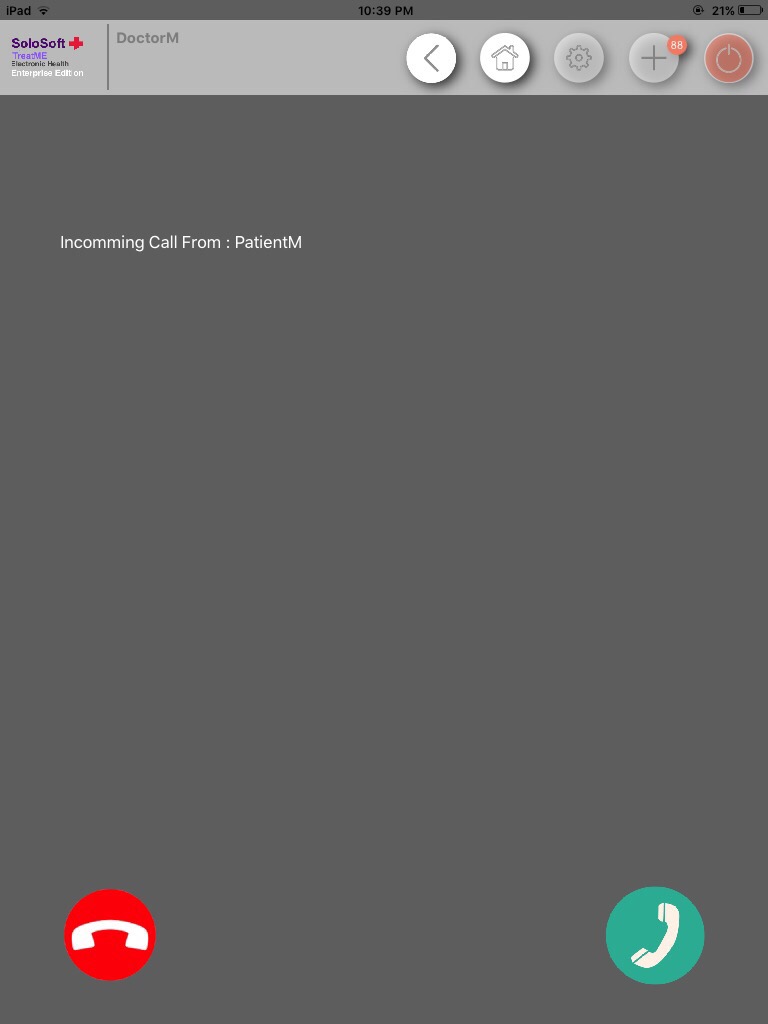 iPad
10:39 PM
21%
SoloSoft
TreatME
Electronic Health
Enterprise Edition
DoctorM
88
Incomming Call From : PatientM